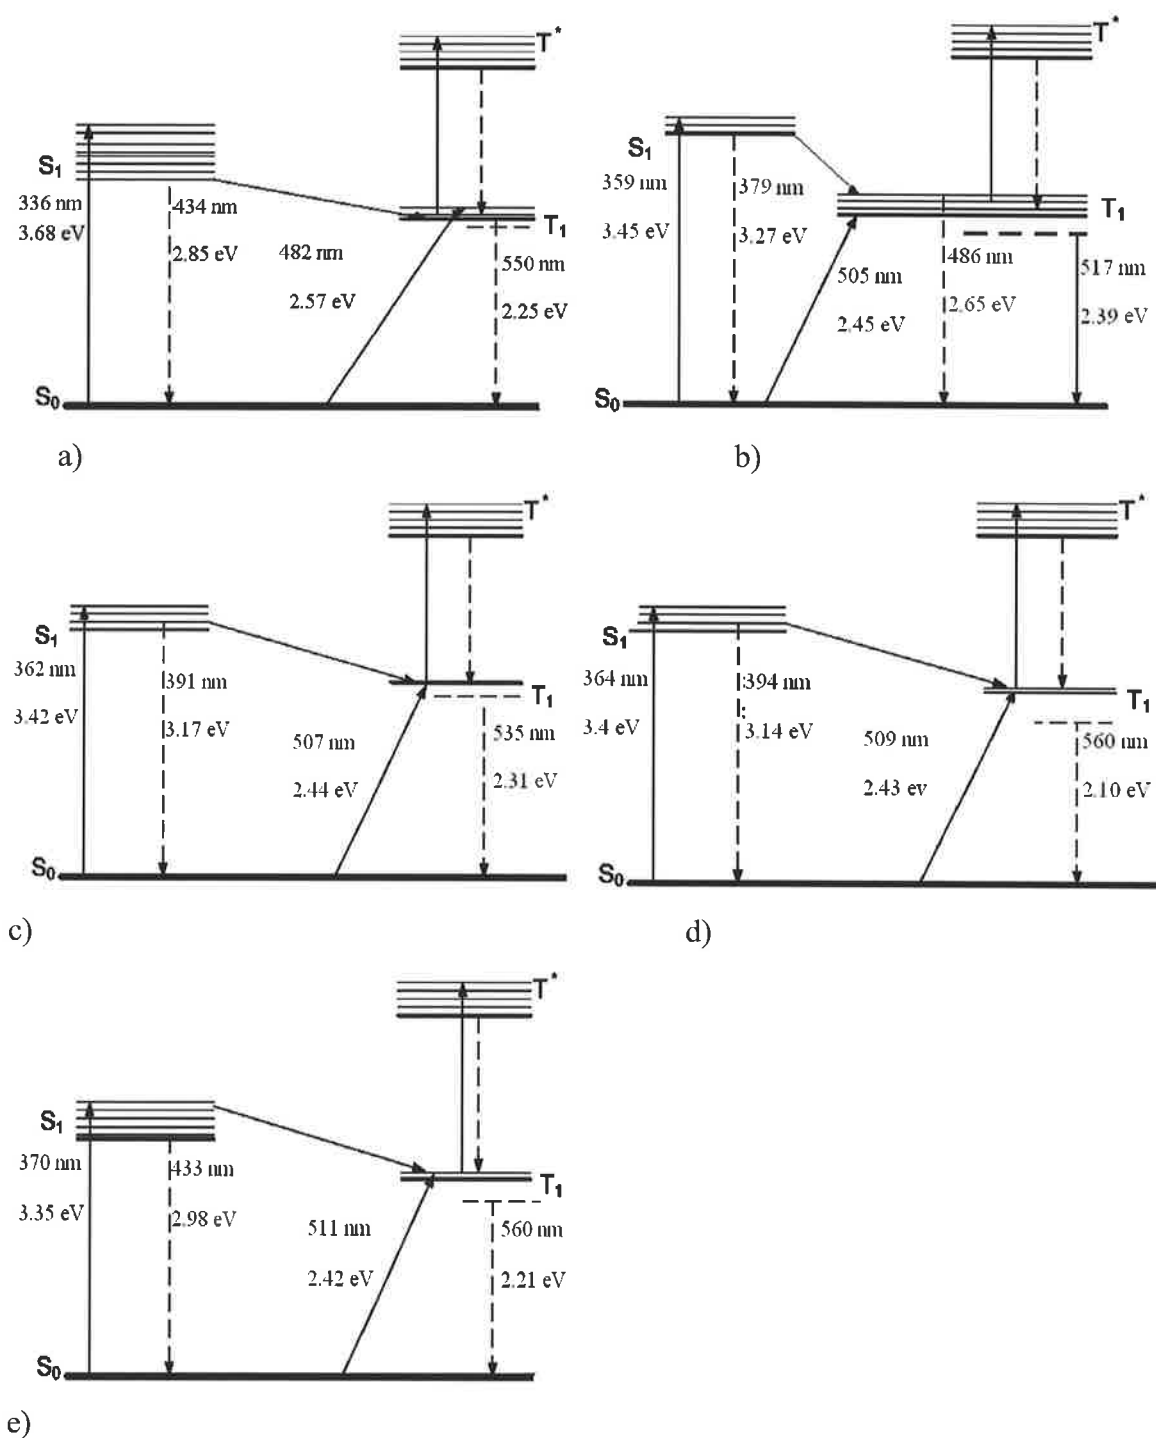 T*
S₁
336 nm
3.68 eV
434 nm
2.85 eV
482 nm
2.57 eV
T₁
550 nm
2.25 eV
S₀
a)
T*
S₁
359 nm
3.45 eV
379 nm
3.27 eV
505 nm
2.45 eV
486 nm
2.65 eV
T₁
517 nm
2.39 eV
S₀
b)
T*
S₁
362 nm
3.42 eV
391 nm
3.17 eV
507 nm
2.44 eV
T₁
535 nm
2.31 eV
S₀
c)
T*
S₁
364 nm
3.4 eV
394 nm
3.14 eV
509 nm
2.43 ev
T₁
560 nm
2.10 eV
S₀
d)
T*
S₁
370 nm
3.35 eV
433 nm
2.98 eV
511 nm
2.42 eV
T₁
560 nm
2.21 eV
S₀
e)